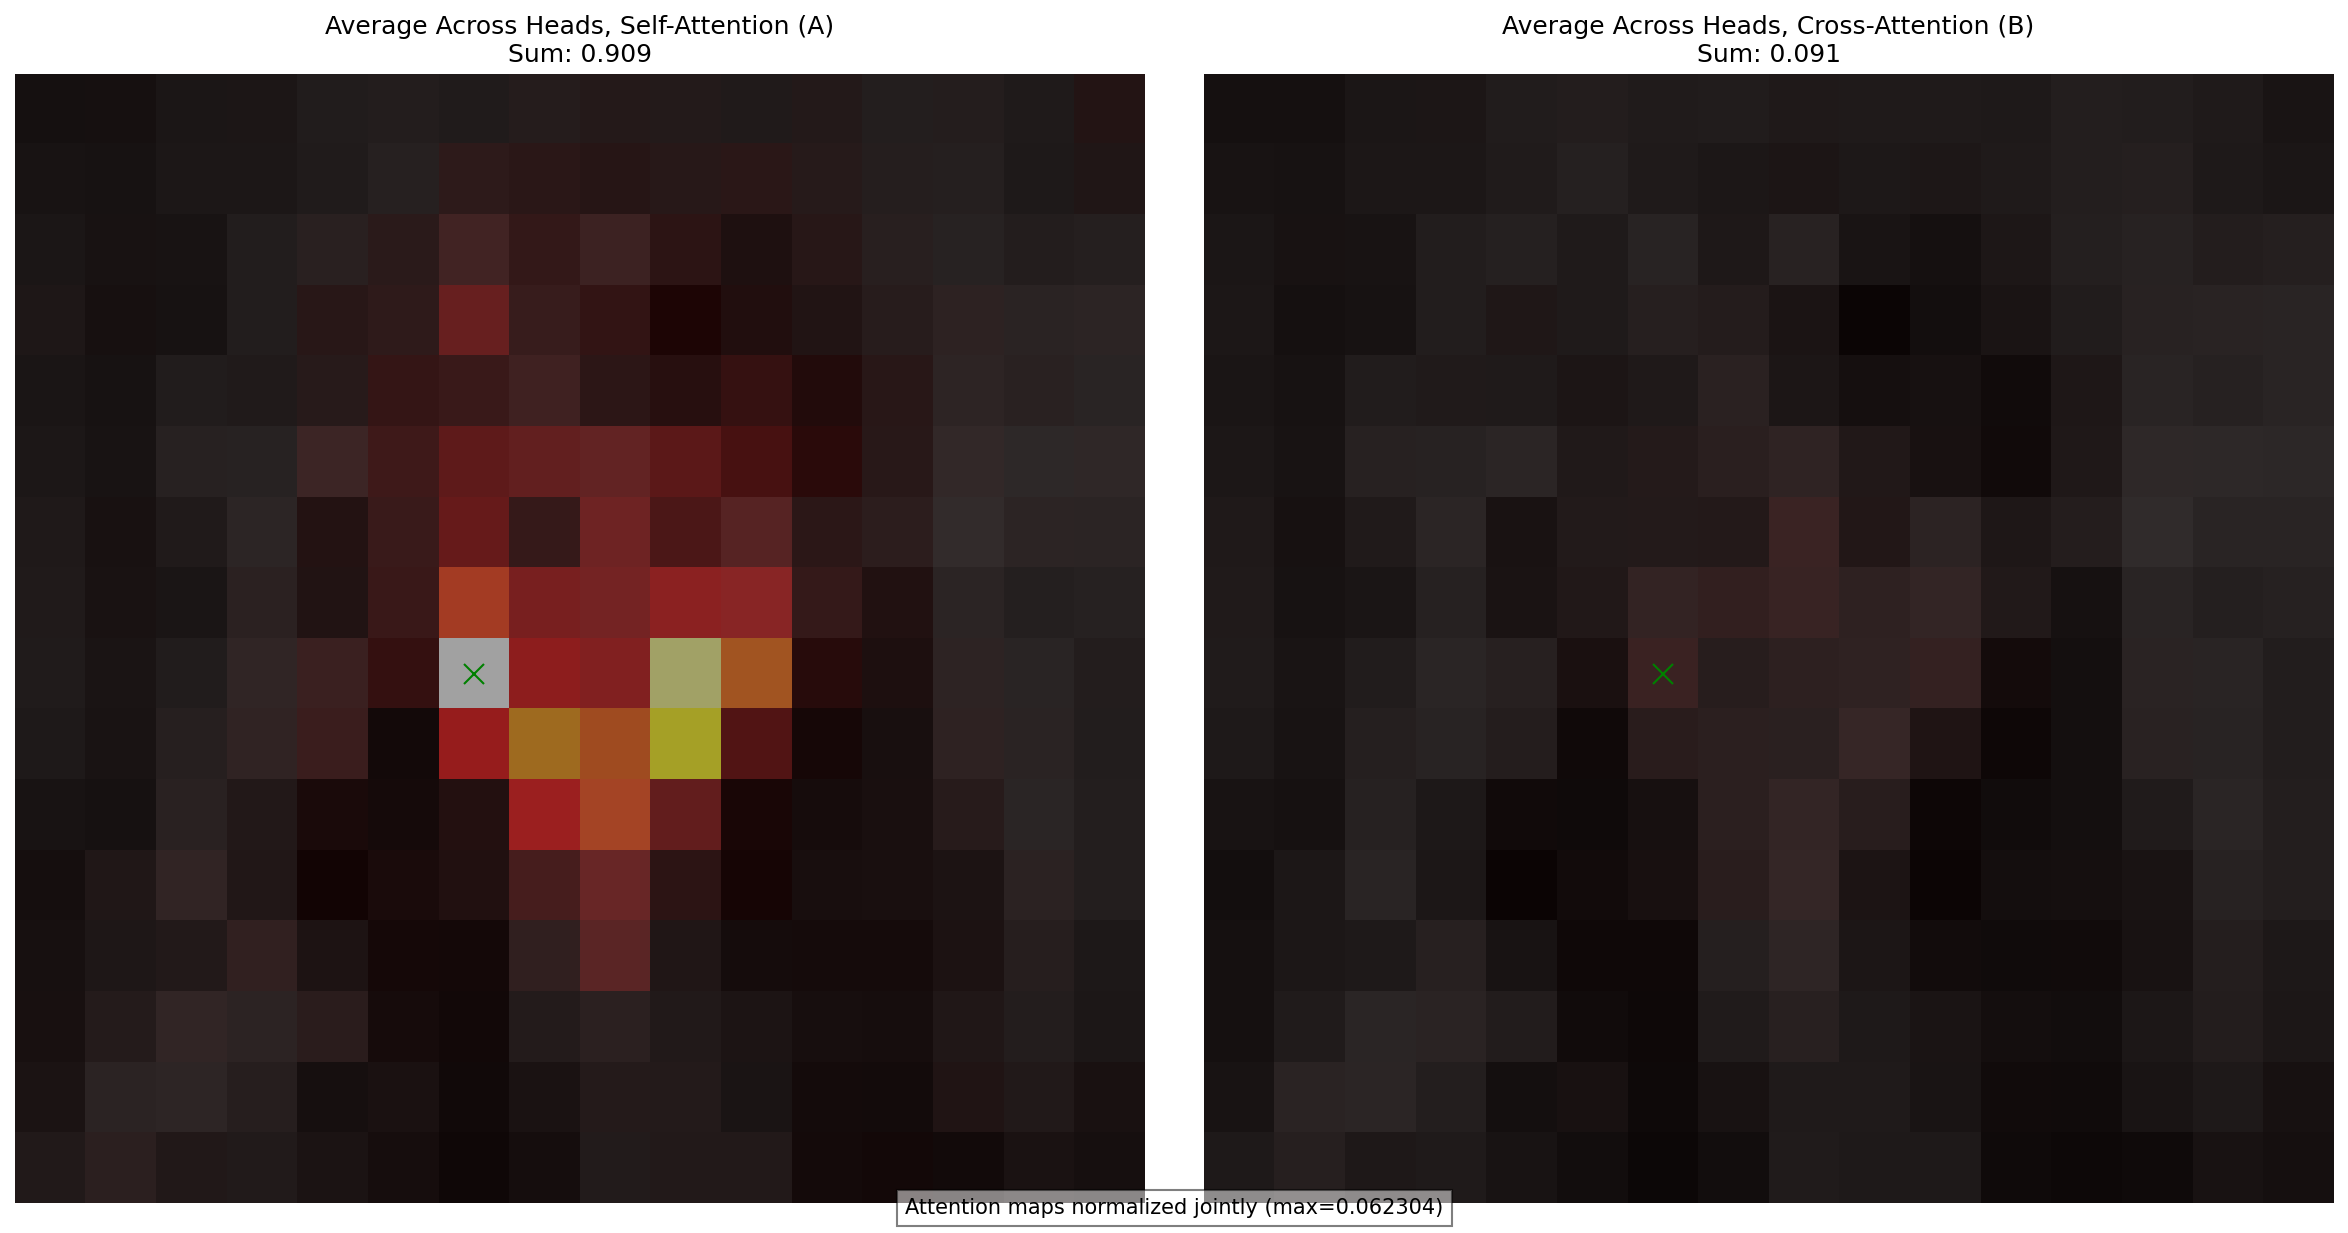 Average Across Heads, Self-Attention (A)
Sum: 0.909
Average Across Heads, Cross-Attention (B)
Sum: 0.091
Attention maps normalized jointly (max=0.062304)